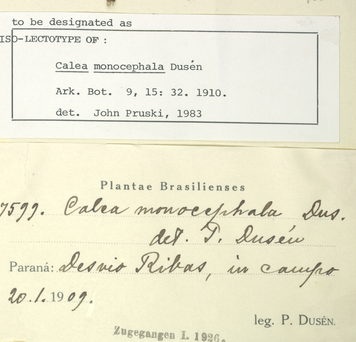 to be designated as
ISO-LECTOTYPE OF:
Calea monocephala Dusén
Ark. Bot. 9, 15: 32. 1910.
det. John Pruski, 1983
Plantae Brasilienses
7599. Calea monocephala Dus.
det. P. Dusén
Paraná: Desvio Ribas, in campo
20.1.1909.
leg. P. DUSÉN.
Zugegangen I. 1926.